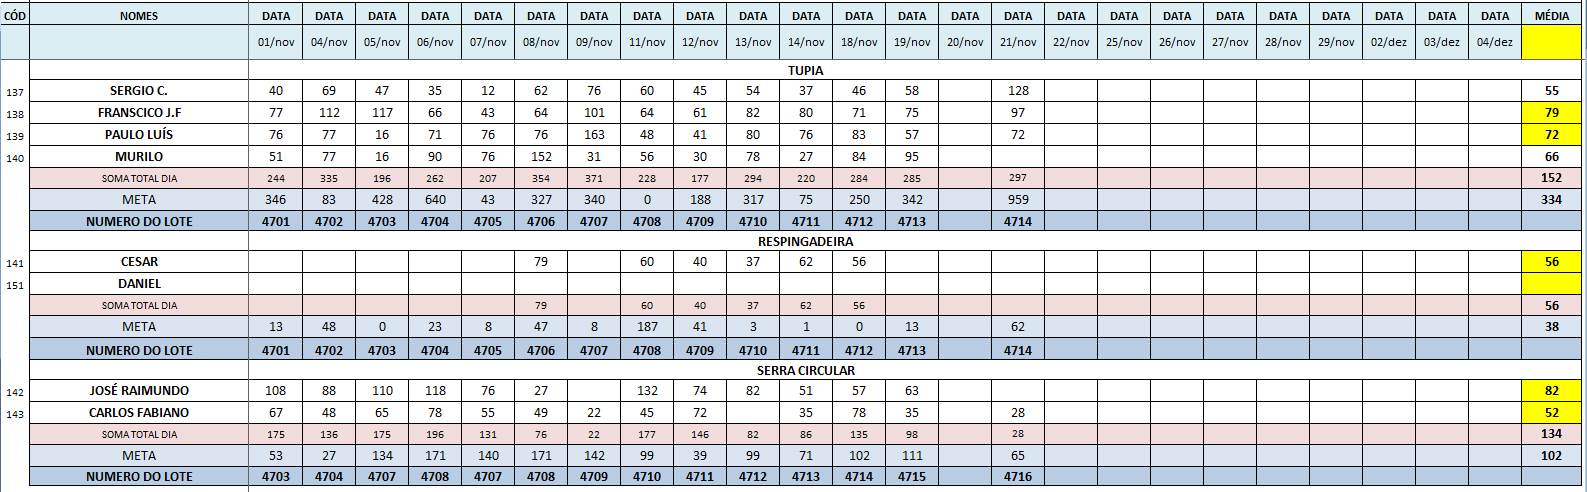 CÓD NOMES DATA DATA DATA DATA DATA DATA DATA DATA DATA DATA DATA DATA DATA DATA DATA DATA DATA DATA DATA DATA DATA DATA DATA DATA MÉDIA
01/nov 04/nov 05/nov 06/nov 07/nov 08/nov 09/nov 11/nov 12/nov 13/nov 14/nov 18/nov 19/nov 20/nov 21/nov 22/nov 25/nov 26/nov 27/nov 28/nov 29/nov 02/dez 03/dez 04/dez
TUPIA
137 SERGIO C. 40 69 47 35 12 62 76 60 45 54 37 46 58 128 55
138 FRANSCICO J.F 77 112 117 66 43 64 101 64 61 82 80 71 75 97 79
139 PAULO LUÍS 76 77 16 71 76 76 163 48 41 80 76 83 57 72 72
140 MURILO 51 77 16 90 76 152 31 56 30 78 27 84 95 66
SOMA TOTAL DIA 244 335 196 262 207 354 371 228 177 294 220 284 285 297 152
META 346 83 428 640 43 327 340 0 188 317 75 250 342 959 334
NUMERO DO LOTE 4701 4702 4703 4704 4705 4706 4707 4708 4709 4710 4711 4712 4713 4714
RESPINGADEIRA
141 CESAR 79 60 40 37 62 56 56
151 DANIEL
SOMA TOTAL DIA 79 60 40 37 62 56 56
META 13 48 0 23 8 47 8 187 41 3 1 0 13 62 38
NUMERO DO LOTE 4701 4702 4703 4704 4705 4706 4707 4708 4709 4710 4711 4712 4713 4714
SERRA CIRCULAR
142 JOSÉ RAIMUNDO 108 88 110 118 76 27 132 74 82 51 57 63 82
143 CARLOS FABIANO 67 48 65 78 55 49 22 45 72 35 78 35 28 52
SOMA TOTAL DIA 175 136 175 196 131 76 22 177 146 82 86 135 98 28 134
META 53 27 134 171 140 171 142 99 39 99 71 102 111 65 102
NUMERO DO LOTE 4703 4704 4707 4708 4707 4708 4709 4710 4711 4712 4713 4714 4715 4716